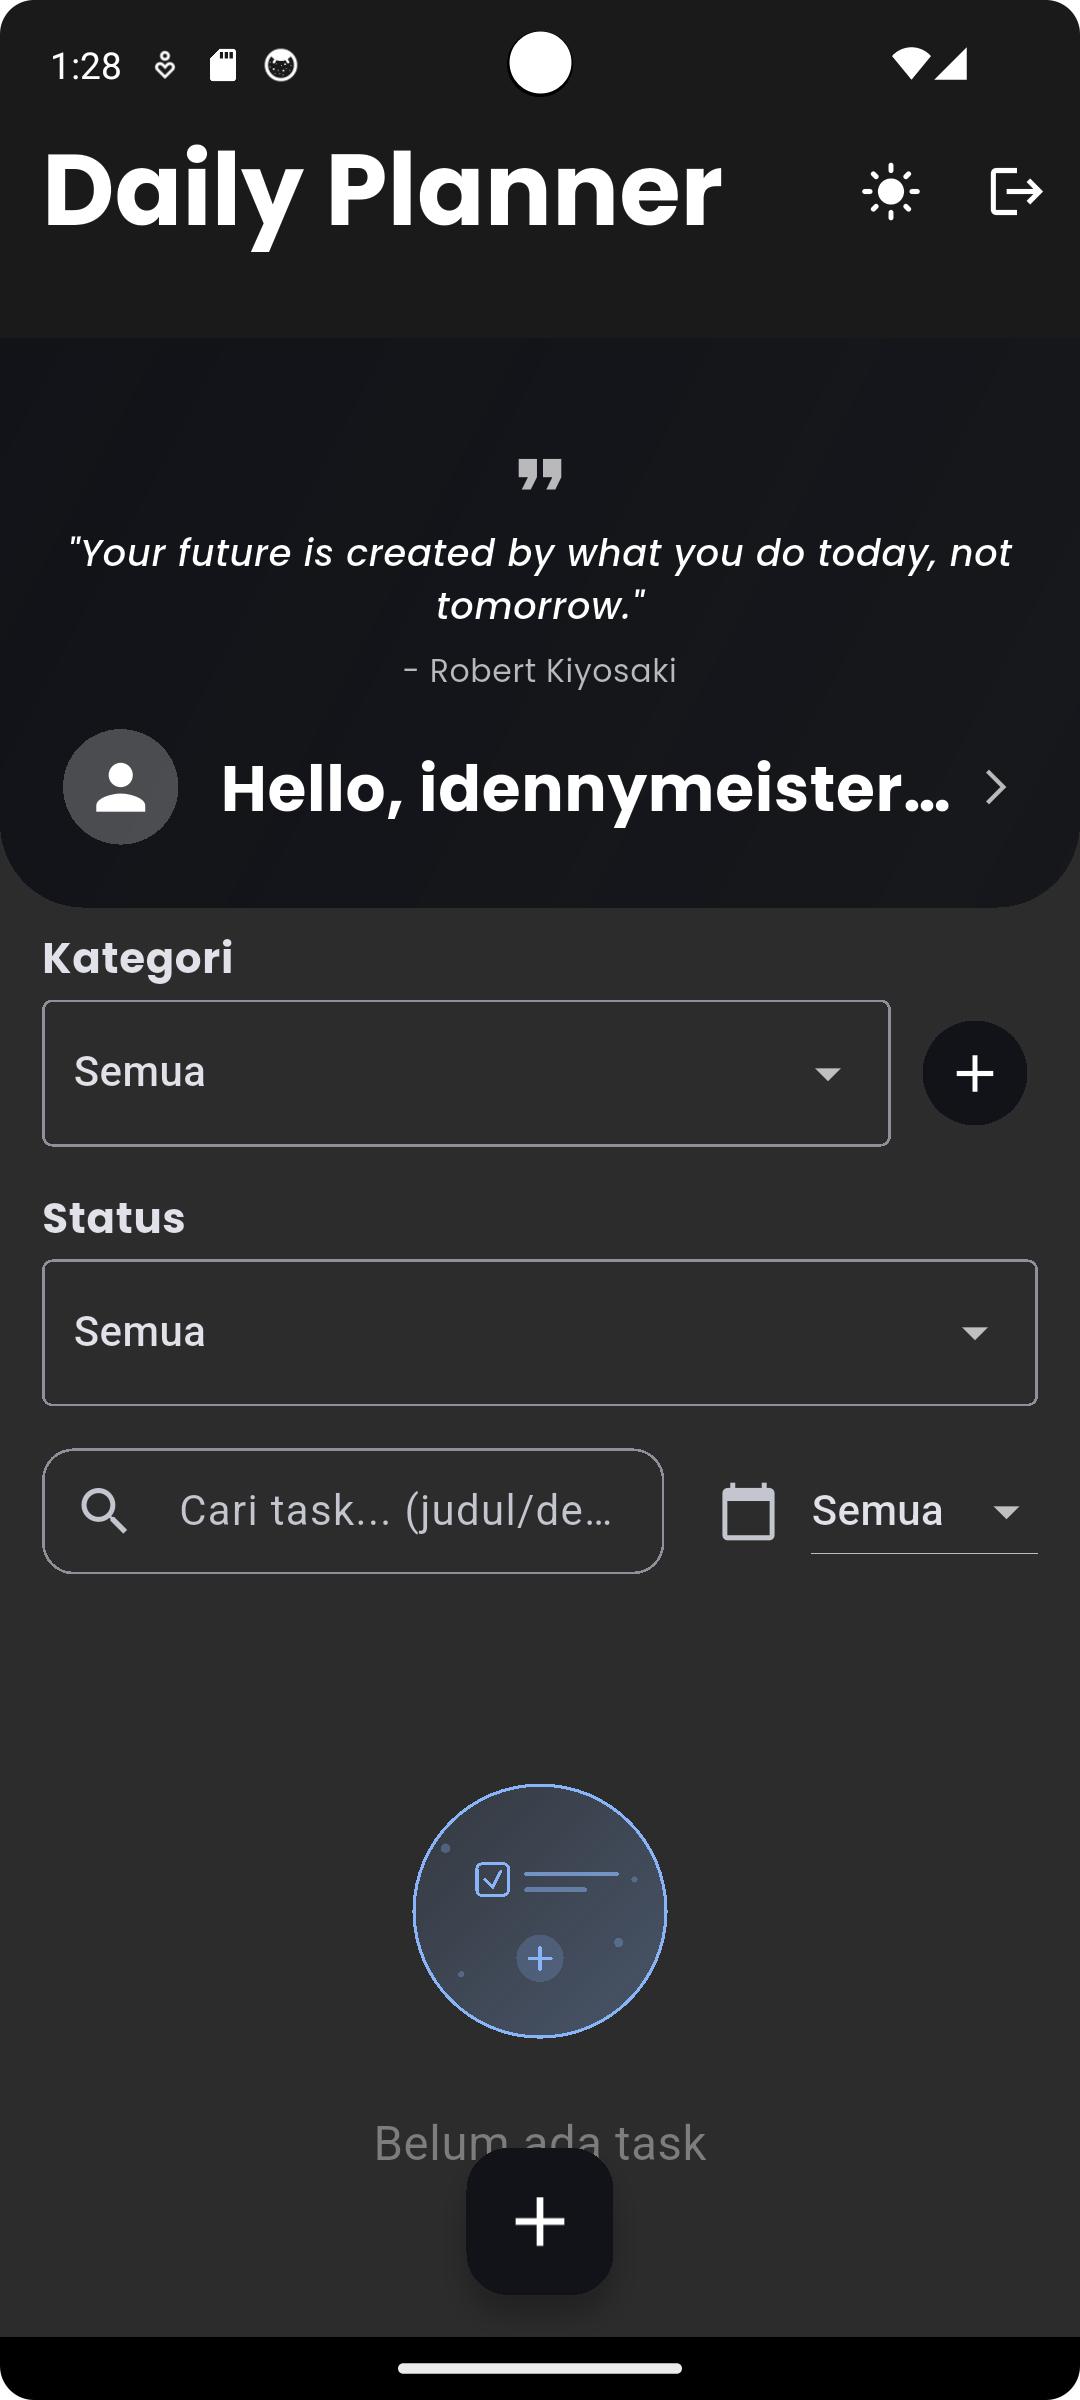 1:28
Daily Planner
"Your future is created by what you do today, not
tomorrow."
- Robert Kiyosaki
Hello, idennymeister...
Kategori
Semua
Status
Semua
Cari task... (judul/de...
Semua
Belum ada task